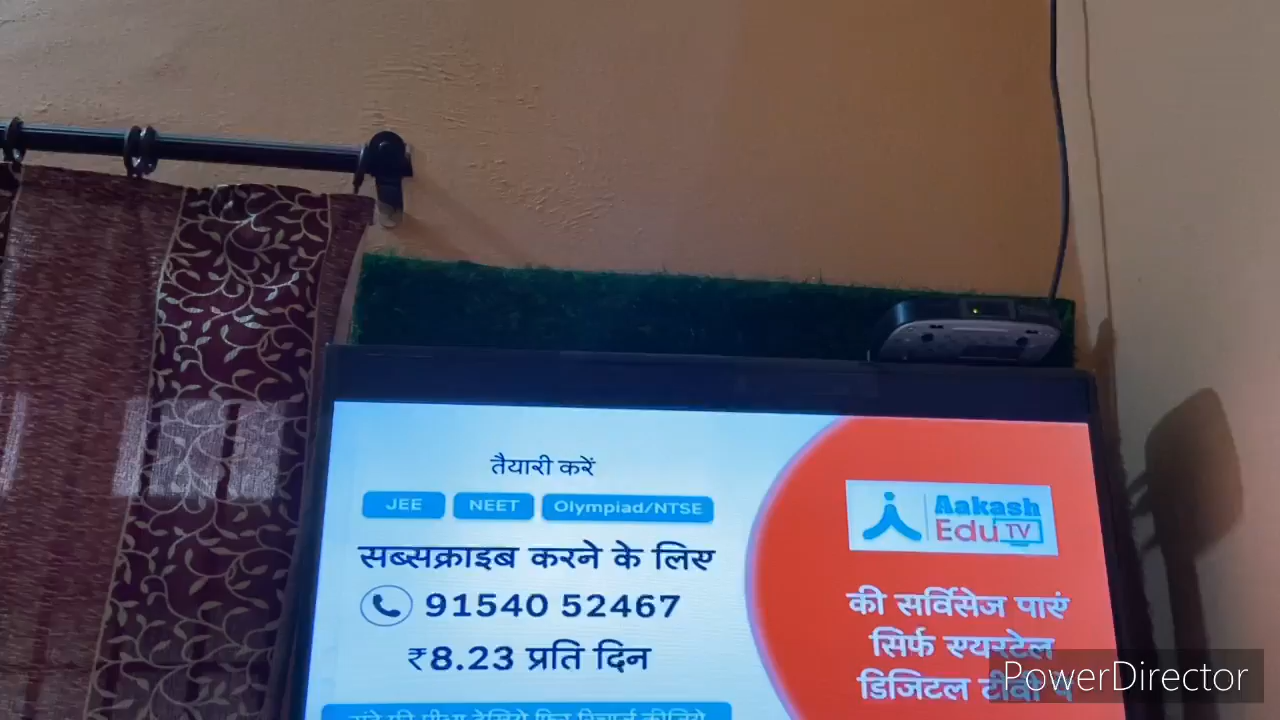 तैयारी करें
JEE NEET Olympiad/NTSE
सब्सक्राइब करने के लिए
91540 52467
₹8.23 प्रति दिन
Aakash
Edu TV
की सर्विसेज पाएं
सिर्फ एयरटेल
डिजिटल टीवी
PowerDirector